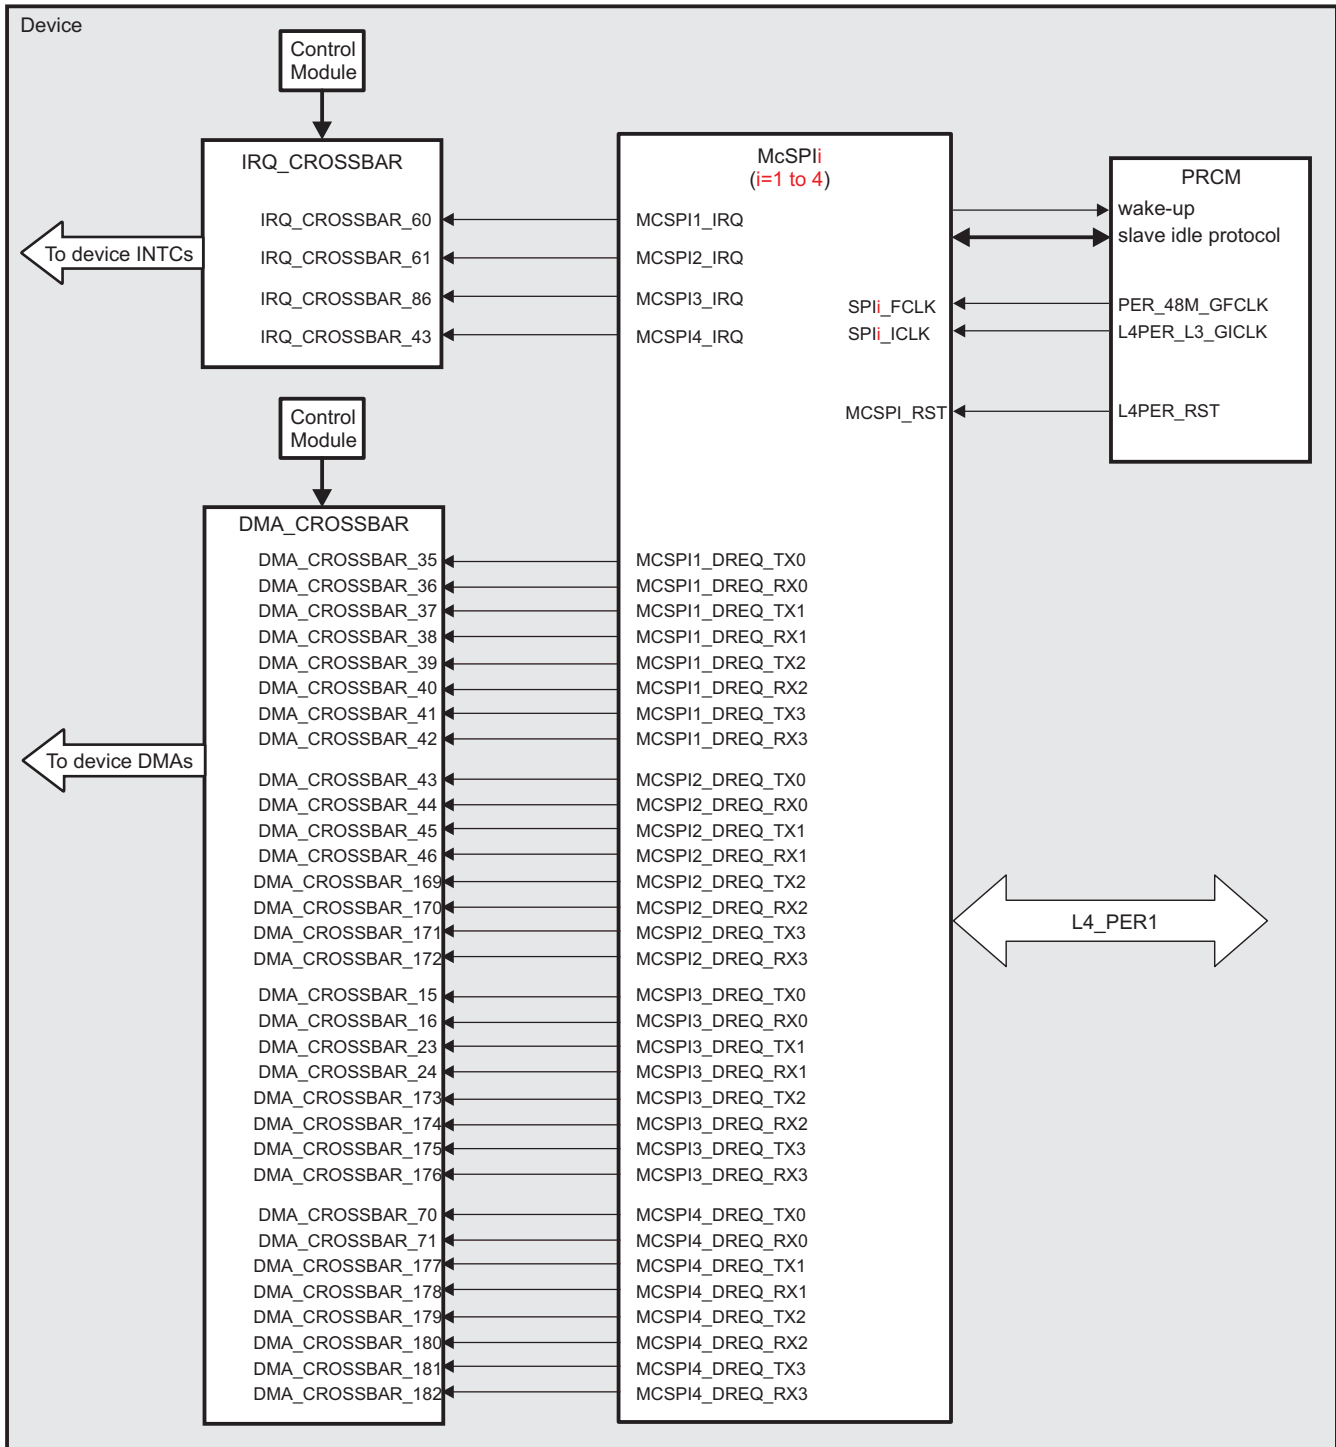 Device
Control
Module
IRQ_CROSSBAR
IRQ_CROSSBAR_60
IRQ_CROSSBAR_61
IRQ_CROSSBAR_86
IRQ_CROSSBAR_43
To device INTCs
McSPIi
(i=1 to 4)
MCSPI1_IRQ
MCSPI2_IRQ
MCSPI3_IRQ
MCSPI4_IRQ
SPIi_FCLK
SPIi_ICLK
MCSPI_RST
PRCM
wake-up
slave idle protocol
PER_48M_GFCLK
L4PER_L3_GICLK
L4PER_RST
Control
Module
DMA_CROSSBAR
DMA_CROSSBAR_35
DMA_CROSSBAR_36
DMA_CROSSBAR_37
DMA_CROSSBAR_38
DMA_CROSSBAR_39
DMA_CROSSBAR_40
DMA_CROSSBAR_41
DMA_CROSSBAR_42
DMA_CROSSBAR_43
DMA_CROSSBAR_44
DMA_CROSSBAR_45
DMA_CROSSBAR_46
DMA_CROSSBAR_169
DMA_CROSSBAR_170
DMA_CROSSBAR_171
DMA_CROSSBAR_172
DMA_CROSSBAR_15
DMA_CROSSBAR_16
DMA_CROSSBAR_23
DMA_CROSSBAR_24
DMA_CROSSBAR_173
DMA_CROSSBAR_174
DMA_CROSSBAR_175
DMA_CROSSBAR_176
DMA_CROSSBAR_70
DMA_CROSSBAR_71
DMA_CROSSBAR_177
DMA_CROSSBAR_178
DMA_CROSSBAR_179
DMA_CROSSBAR_180
DMA_CROSSBAR_181
DMA_CROSSBAR_182
To device DMAs
MCSPI1_DREQ_TX0
MCSPI1_DREQ_RX0
MCSPI1_DREQ_TX1
MCSPI1_DREQ_RX1
MCSPI1_DREQ_TX2
MCSPI1_DREQ_RX2
MCSPI1_DREQ_TX3
MCSPI1_DREQ_RX3
MCSPI2_DREQ_TX0
MCSPI2_DREQ_RX0
MCSPI2_DREQ_TX1
MCSPI2_DREQ_RX1
MCSPI2_DREQ_TX2
MCSPI2_DREQ_RX2
MCSPI2_DREQ_TX3
MCSPI2_DREQ_RX3
MCSPI3_DREQ_TX0
MCSPI3_DREQ_RX0
MCSPI3_DREQ_TX1
MCSPI3_DREQ_RX1
MCSPI3_DREQ_TX2
MCSPI3_DREQ_RX2
MCSPI3_DREQ_TX3
MCSPI3_DREQ_RX3
MCSPI4_DREQ_TX0
MCSPI4_DREQ_RX0
MCSPI4_DREQ_TX1
MCSPI4_DREQ_RX1
MCSPI4_DREQ_TX2
MCSPI4_DREQ_RX2
MCSPI4_DREQ_TX3
MCSPI4_DREQ_RX3
L4_PER1